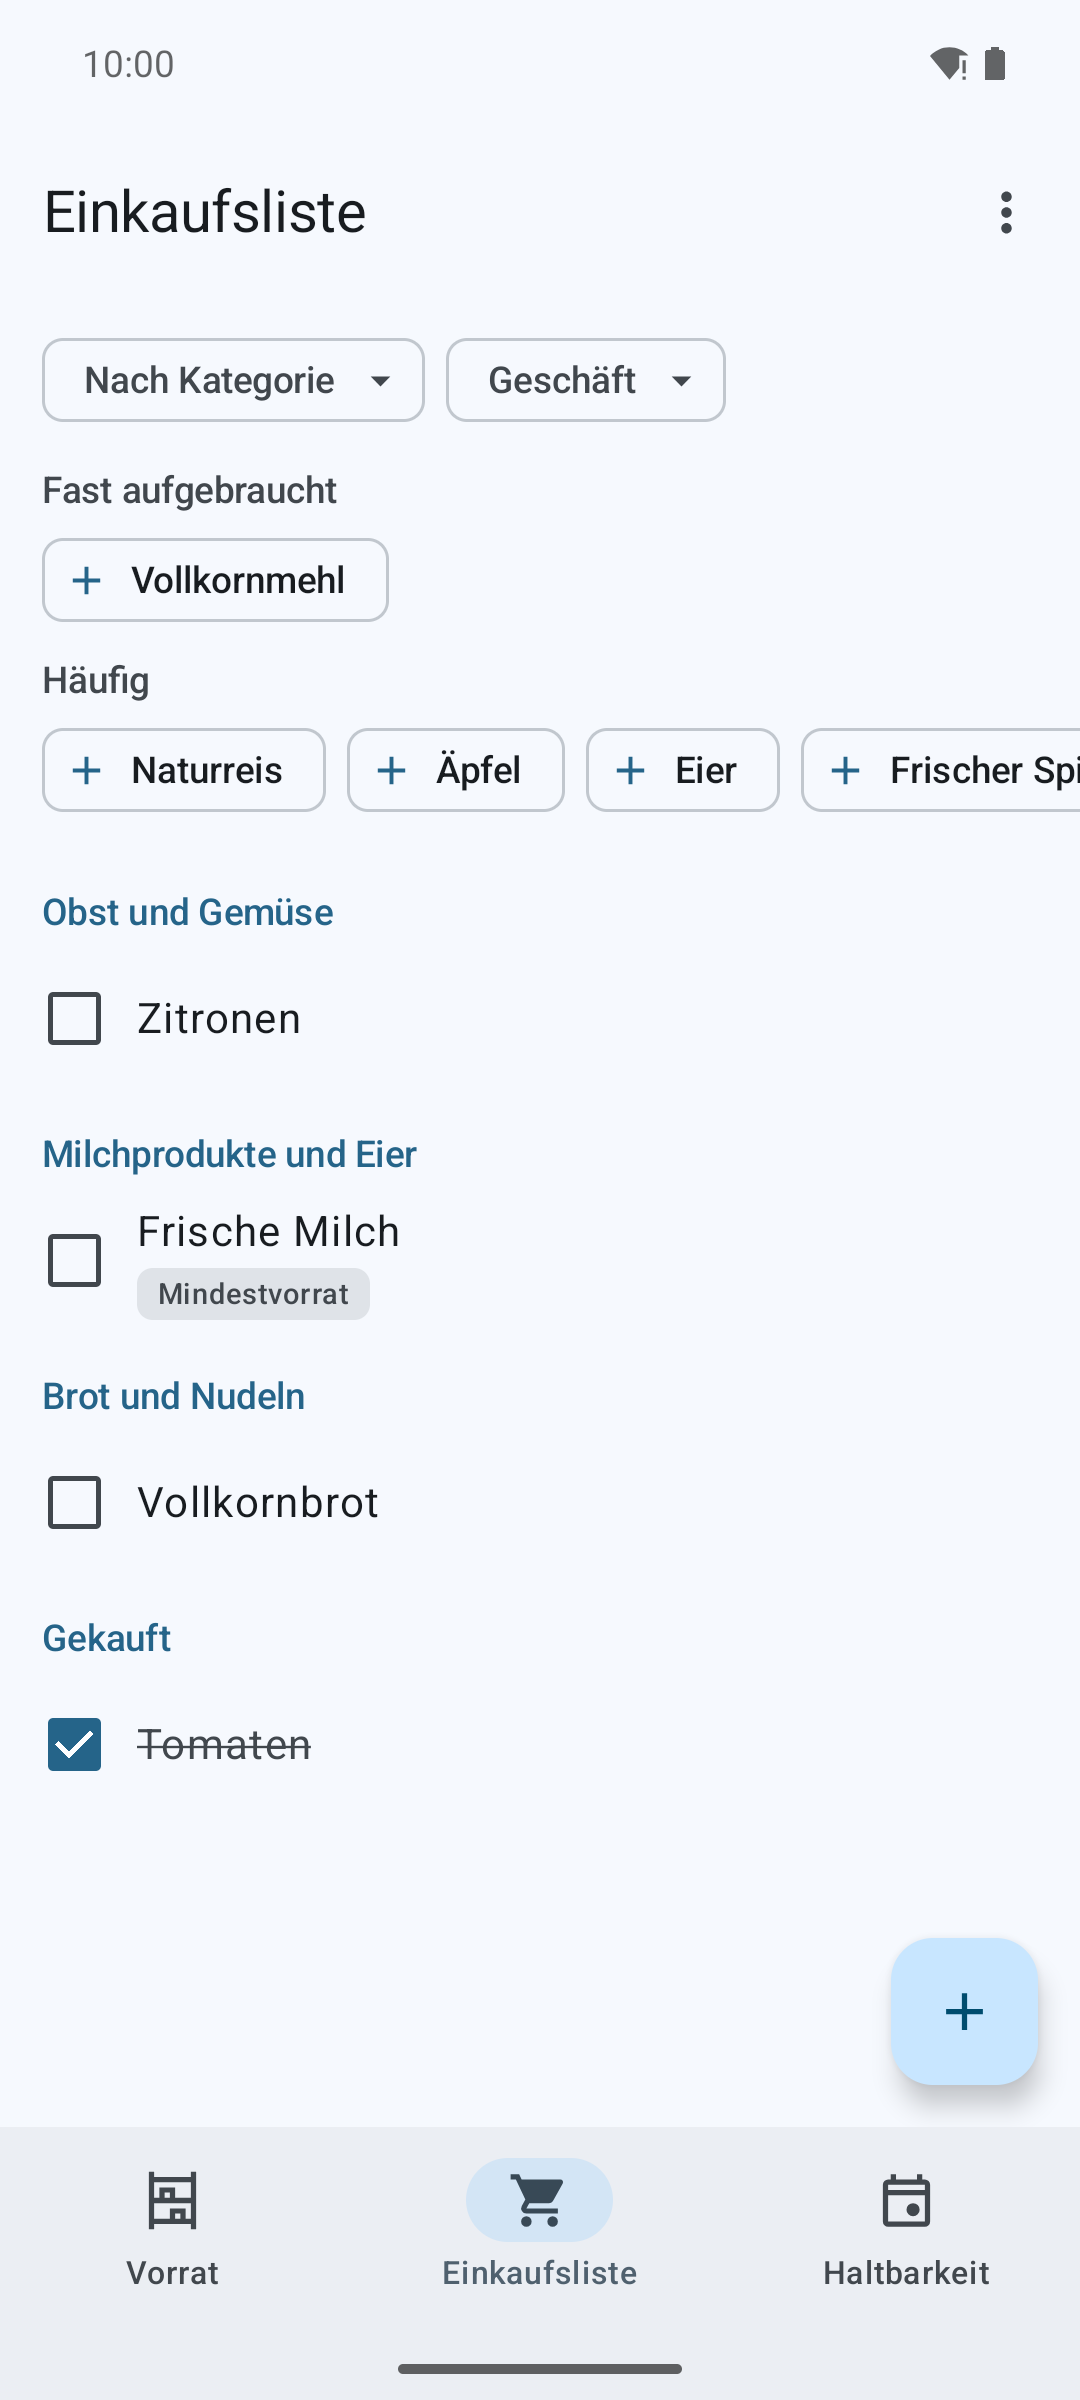 10:00
Einkaufsliste
Nach Kategorie
Geschäft
Fast aufgebraucht
Vollkornmehl
Häufig
Naturreis
Äpfel
Eier
Frischer
Obst und Gemüse
Zitronen
Milchprodukte und Eier
Frische Milch
Mindestvorrat
Brot und Nudeln
Vollkornbrot
Gekauft
Tomaten
Vorrat
Einkaufsliste
Haltbarkeit